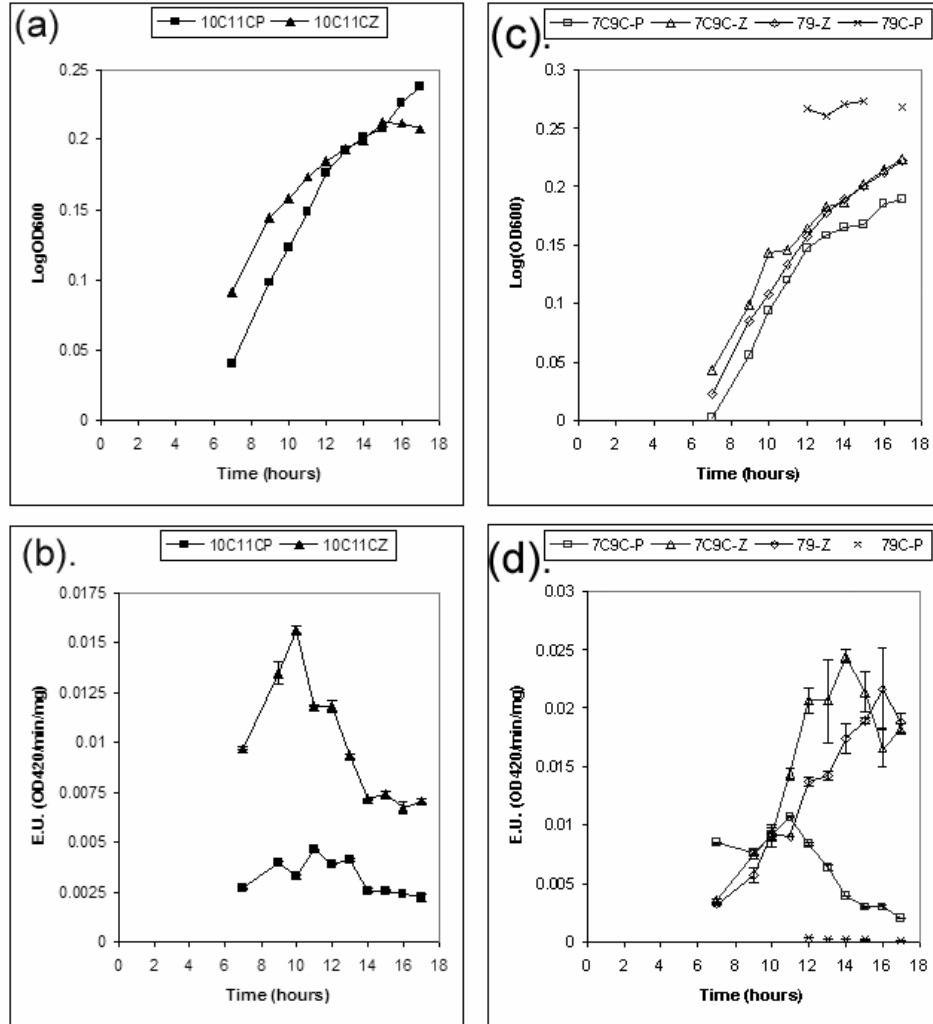 (a)
10C11CP 10C11CZ
LogOD600
0.25
0.2
0.15
0.1
0.05
0
0 2 4 6 8 10 12 14 16 18
Time (hours)
(c).
7C9C-P 7C9C-Z 79-Z 79C-P
Log(OD600)
0.3
0.25
0.2
0.15
0.1
0.05
0
0 2 4 6 8 10 12 14 16 18
Time (hours)
(b).
10C11CP 10C11CZ
E.U. (OD420/min/mg)
0.0175
0.015
0.0125
0.01
0.0075
0.005
0.0025
0
0 2 4 6 8 10 12 14 16 18
Time (hours)
(d).
7C9C-P 7C9C-Z 79-Z 79C-P
E.U. (OD420/min/mg)
0.03
0.025
0.02
0.015
0.01
0.005
0
0 2 4 6 8 10 12 14 16 18
Time (hours)